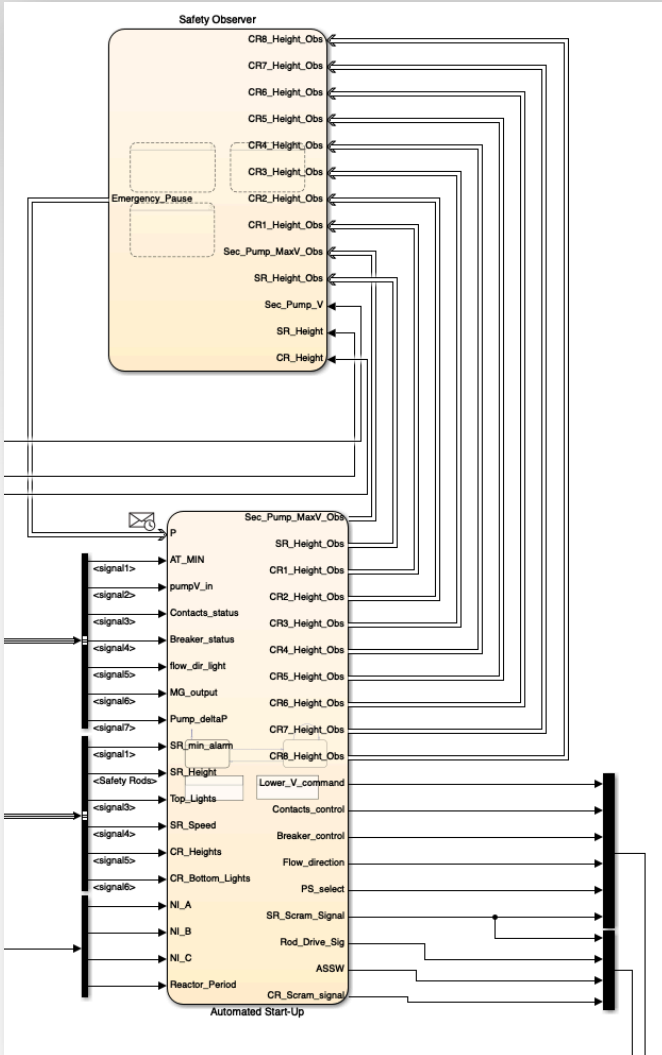 Safety Observer
CR8_Height_Obs
CR7_Height_Obs
CR6_Height_Obs
CR5_Height_Obs
CR4_Height_Obs
CR3_Height_Obs
Emergency_Pause
CR2_Height_Obs
CR1_Height_Obs
Sec_Pump_MaxV_Obs
SR_Height_Obs
Sec_Pump_V
SR_Height
CR_Height
Sec_Pump_MaxV_Obs
P
SR_Height_Obs
AT_MIN
<signal1>
CR1_Height_Obs
pumpV_in
<signal2>
CR2_Height_Obs
Contacts_status
<signal3>
CR3_Height_Obs
Breaker_status
<signal4>
CR4_Height_Obs
flow_dir_light
<signal5>
CR5_Height_Obs
MG_output
<signal6>
CR6_Height_Obs
Pump_deltaP
<signal7>
CR7_Height_Obs
SR_min_alarm
<signal1>
CR8_Height_Obs
SR_Height
<Safety Rods>
Lower_V_command
Top_Lights
<signal3>
Contacts_control
SR_Speed
<signal4>
Breaker_control
CR_Heights
<signal5>
Flow_direction
CR_Bottom_Lights
<signal6>
PS_select
NI_A
SR_Scram_Signal
NI_B
Rod_Drive_Sig
NI_C
ASSW
Reactor_Period
CR_Scram_signal
Automated Start-Up